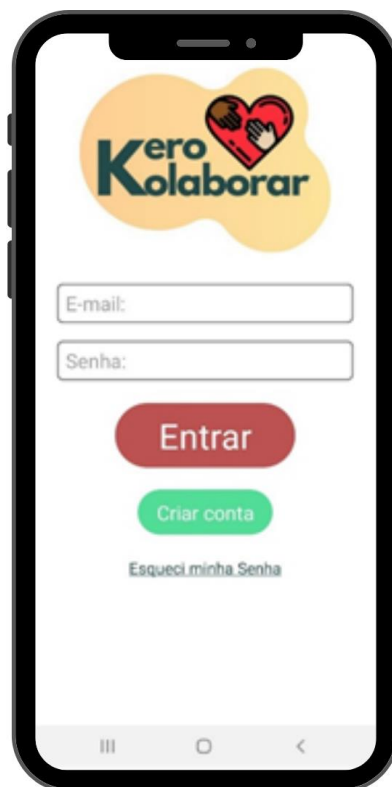 Kero
Kolaborar
E-mail:
Senha:
Entrar
Criar conta
Esqueci minha Senha